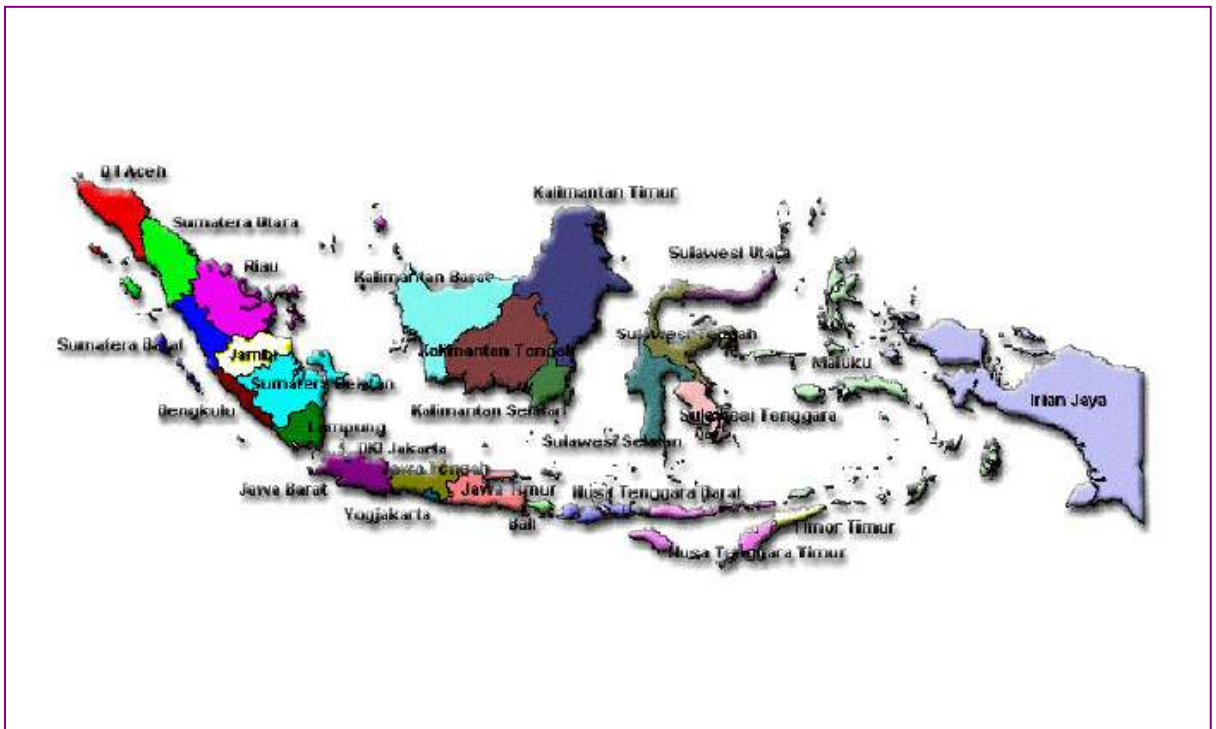 DI Aceh
Kalimantan Timur
Sumatera Utara
Sulawesi Utara
Riau
Kalimantan Barat
Sulawesi Tengah
Sumatera Barat
Jambi
Kalimantan Tengah
Maluku
Sumatera Selatan
Irian Jaya
Bengkulu
Kalimantan Selatan
Sulawesi Tenggara
Lampung
Sulawesi Selatan
DKI Jakarta
Jawa Tengah
Jawa Barat
Jawa Timur
Nusa Tenggara Barat
Yogjakarta
Bali
Timor Timur
Nusa Tenggara Timur